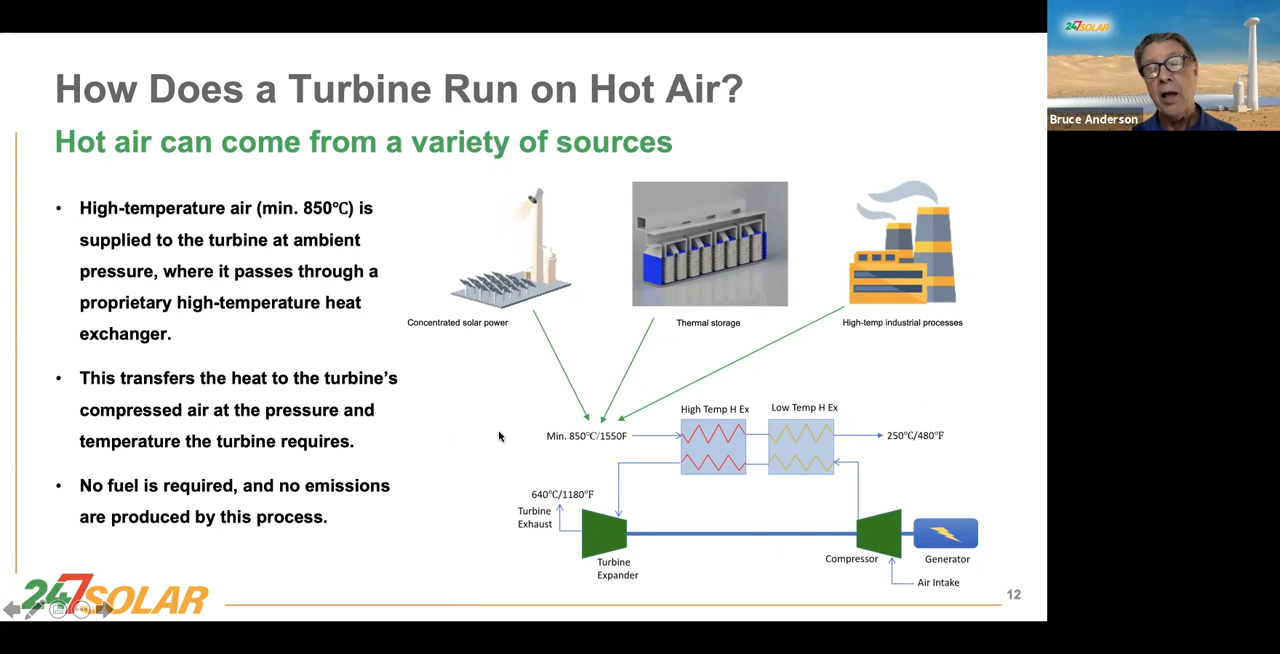 How Does a Turbine Run on Hot Air?
Hot air can come from a variety of sources
• High-temperature air (min. 850℃) is
supplied to the turbine at ambient
pressure, where it passes through a
proprietary high-temperature heat
exchanger.
• This transfers the heat to the turbine’s
compressed air at the pressure and
temperature the turbine requires.
• No fuel is required, and no emissions
are produced by this process.
Concentrated solar power
Thermal storage
High-temp industrial processes
High Temp H Ex
Low Temp H Ex
Min. 850℃/1550F
250℃/480℉
640℃/1180℉
Turbine
Exhaust
Turbine
Expander
Compressor
Generator
Air Intake
247SOLAR
12
247SOLAR
Bruce Anderson